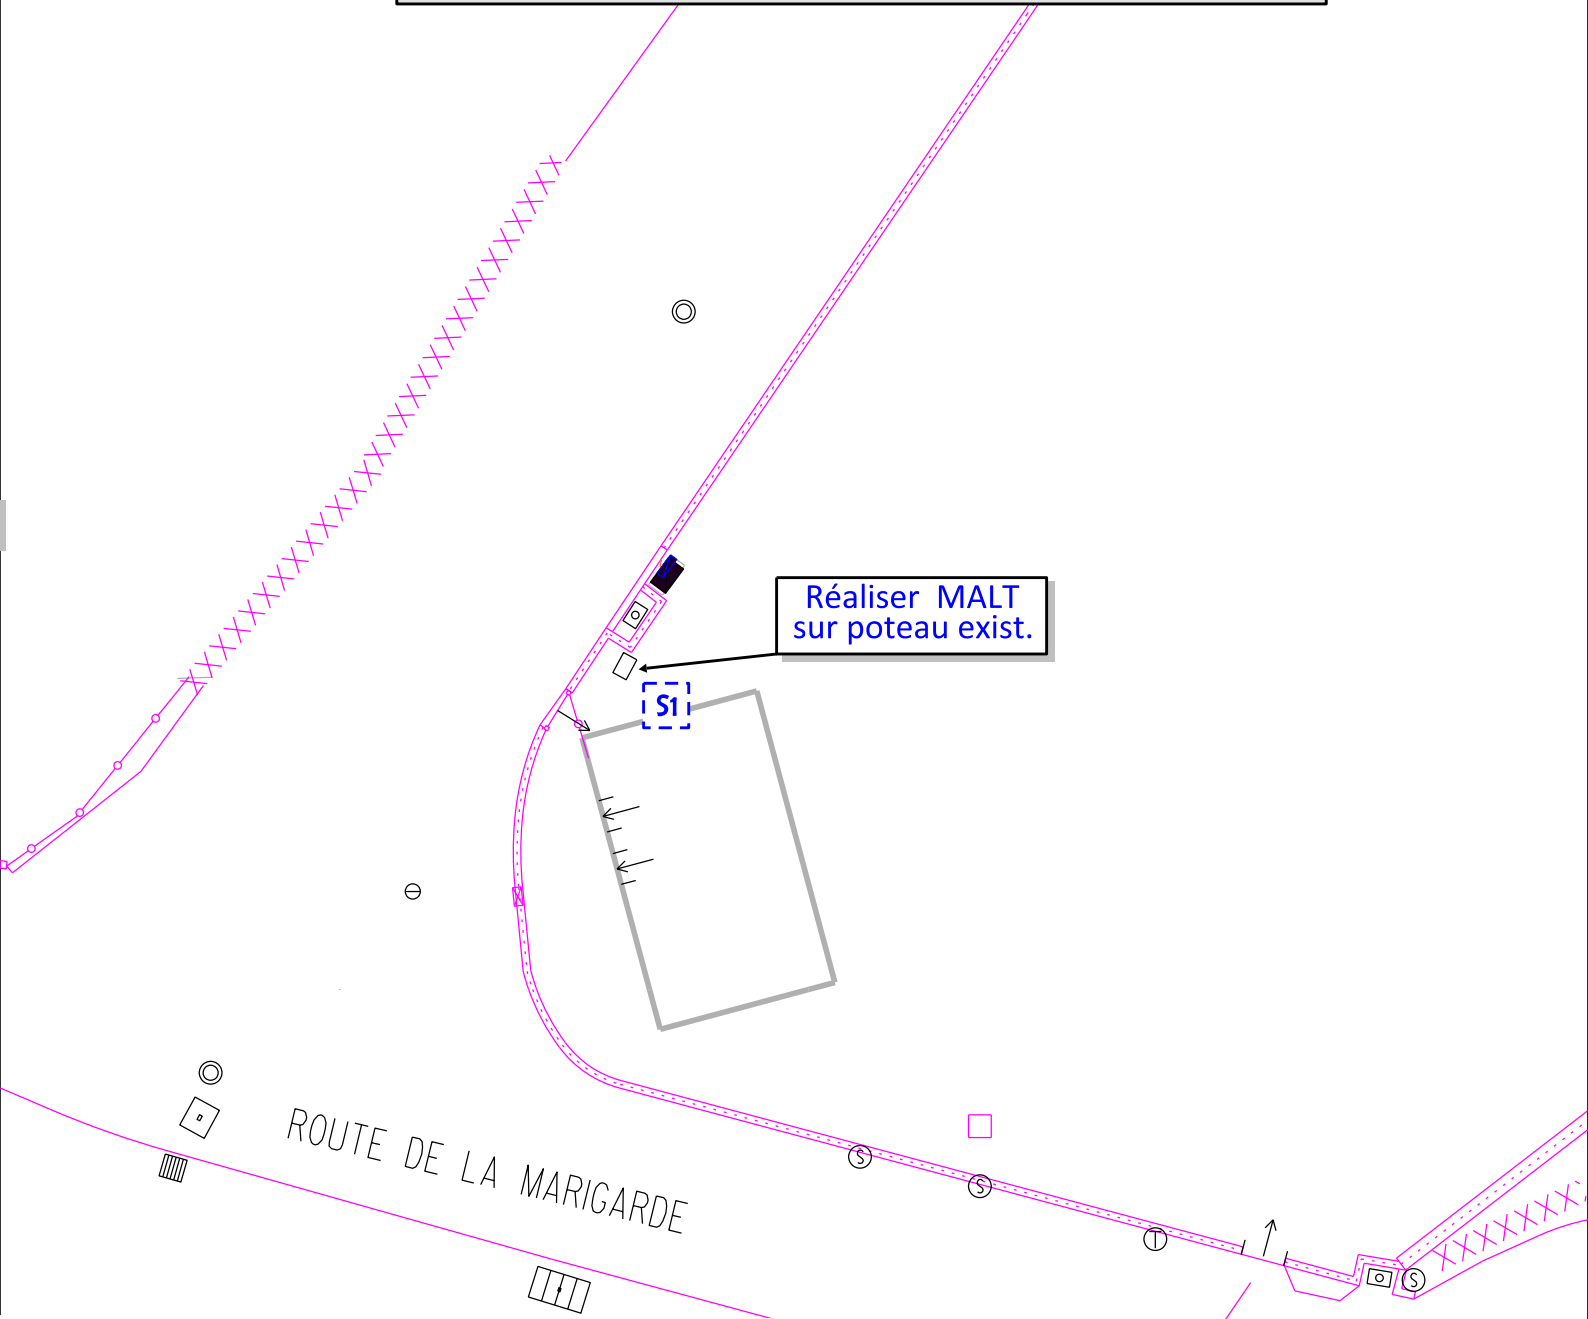 Réaliser MALT
sur poteau exist.
S1
ROUTE DE LA MARIGARDE
S
S
T
S